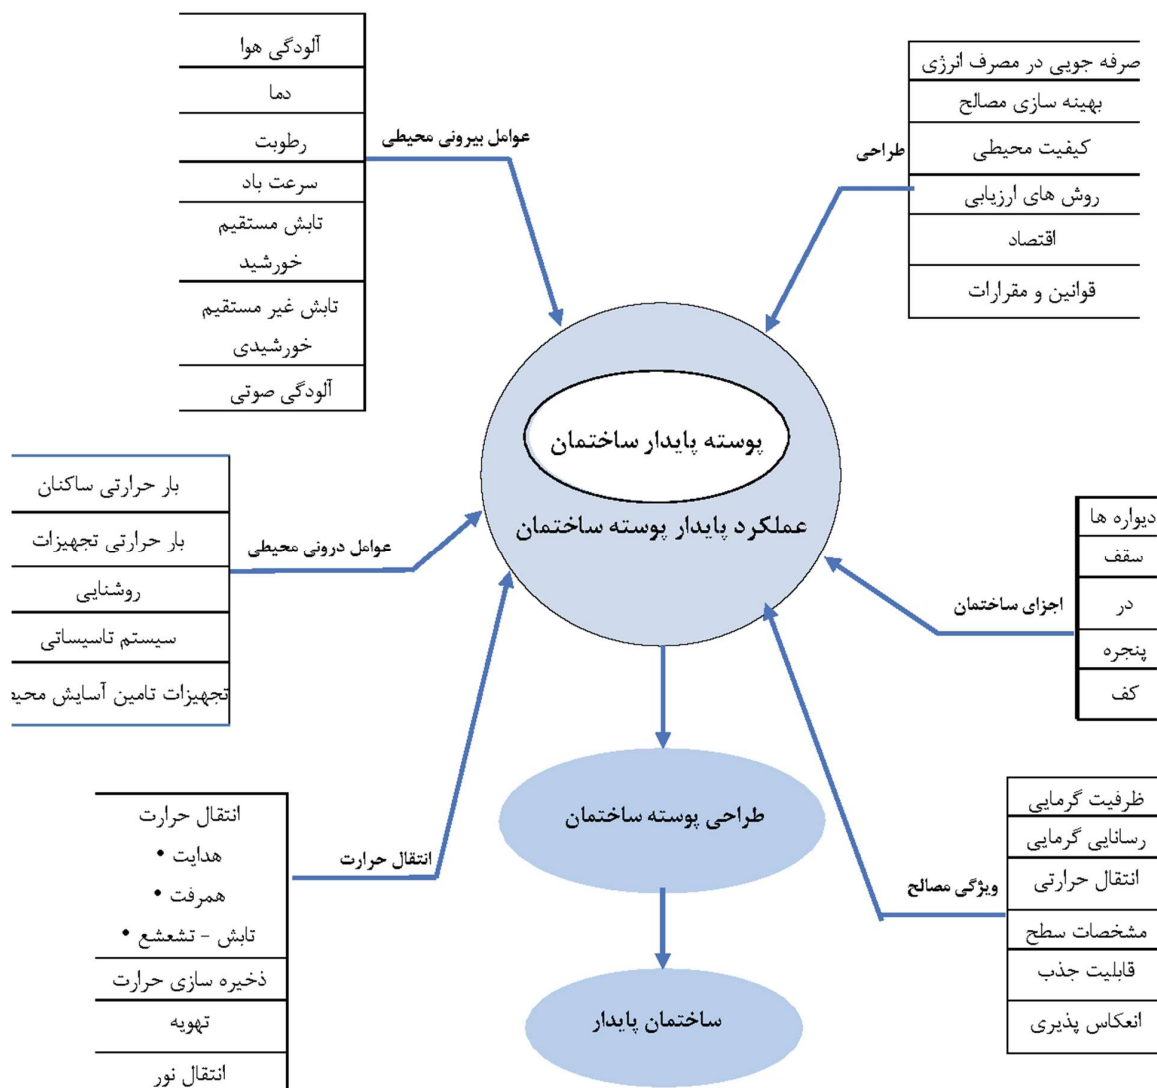 صرفه جویی در مصرف انرژی
بهینه سازی مصالح
کیفیت محیطی
روش های ارزیابی
اقتصاد
قوانین و مقرارات
طراحی
آلودگی هوا
دما
رطوبت
سرعت باد
تابش مستقیم
خورشید
تابش غیر مستقیم
خورشیدی
آلودگی صوتی
عوامل بیرونی محیطی
پوسته پایدار ساختمان
عملکرد پایدار پوسته ساختمان
دیواره ها
سقف
در
پنجره
کف
اجزای ساختمان
بار حرارتی ساکنان
بار حرارتی تجهیزات
روشنایی
سیستم تاسیساتی
تجهیزات تامین آسایش محیط
عوامل درونی محیطی
ظرفیت گرمایی
رسانایی گرمایی
انتقال حرارتی
مشخصات سطح
قابلیت جذب
انعکاس پذیری
ویژگی مصالح
انتقال حرارت
هدایت •
همرفت •
تابش - تشعشع •
ذخیره سازی حرارت
تهویه
انتقال نور
انتقال حرارت
طراحی پوسته ساختمان
ساختمان پایدار